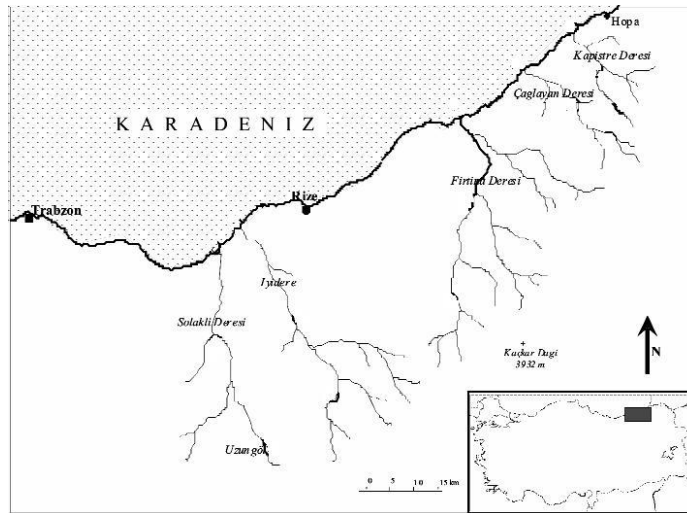 Hopa
Kapistre Deresi
Çaglayan Deresi
KARADENIZ
Firtina Deresi
Rize
Trabzon
Iyidere
Solakli Deresi
Kaçkar Dagi
3932 m
N
Uzungöl
0 5 15 km